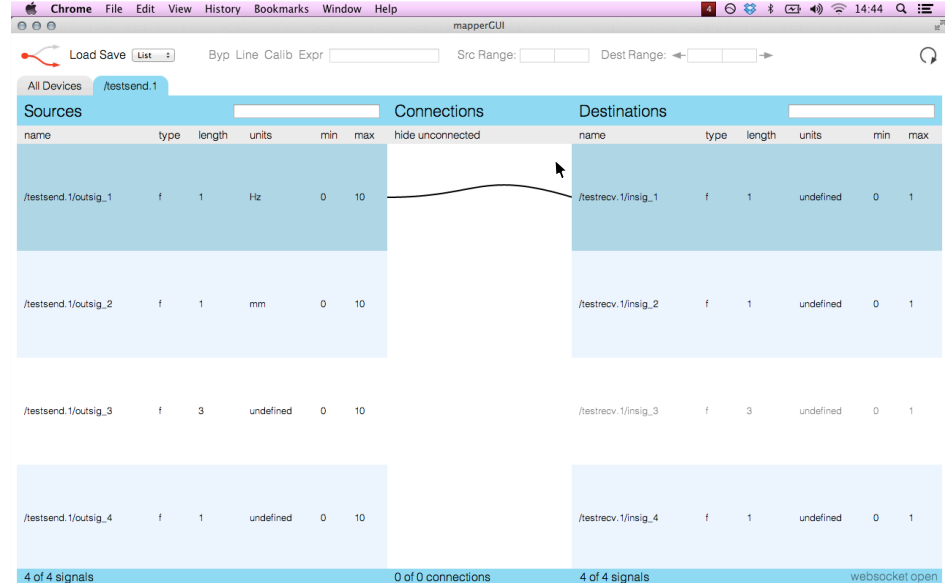 Chrome File Edit View History Bookmarks Window Help 4 14:44
mapperGUI
Load Save List Byp Line Calib Expr Src Range: Dest Range:
All Devices /testsend.1
Sources Connections Destinations
name type length units min max hide unconnected name type length units min max
/testsend.1/outsig_1 f 1 Hz 0 10 /testrecv.1/insig_1 f 1 undefined 0 1
/testsend.1/outsig_2 f 1 mm 0 10 /testrecv.1/insig_2 f 1 undefined 0 1
/testsend.1/outsig_3 f 3 undefined 0 10 /testrecv.1/insig_3 f 3 undefined 0 1
/testsend.1/outsig_4 f 1 undefined 0 10 /testrecv.1/insig_4 f 1 undefined 0 1
4 of 4 signals 0 of 0 connections 4 of 4 signals websocket open